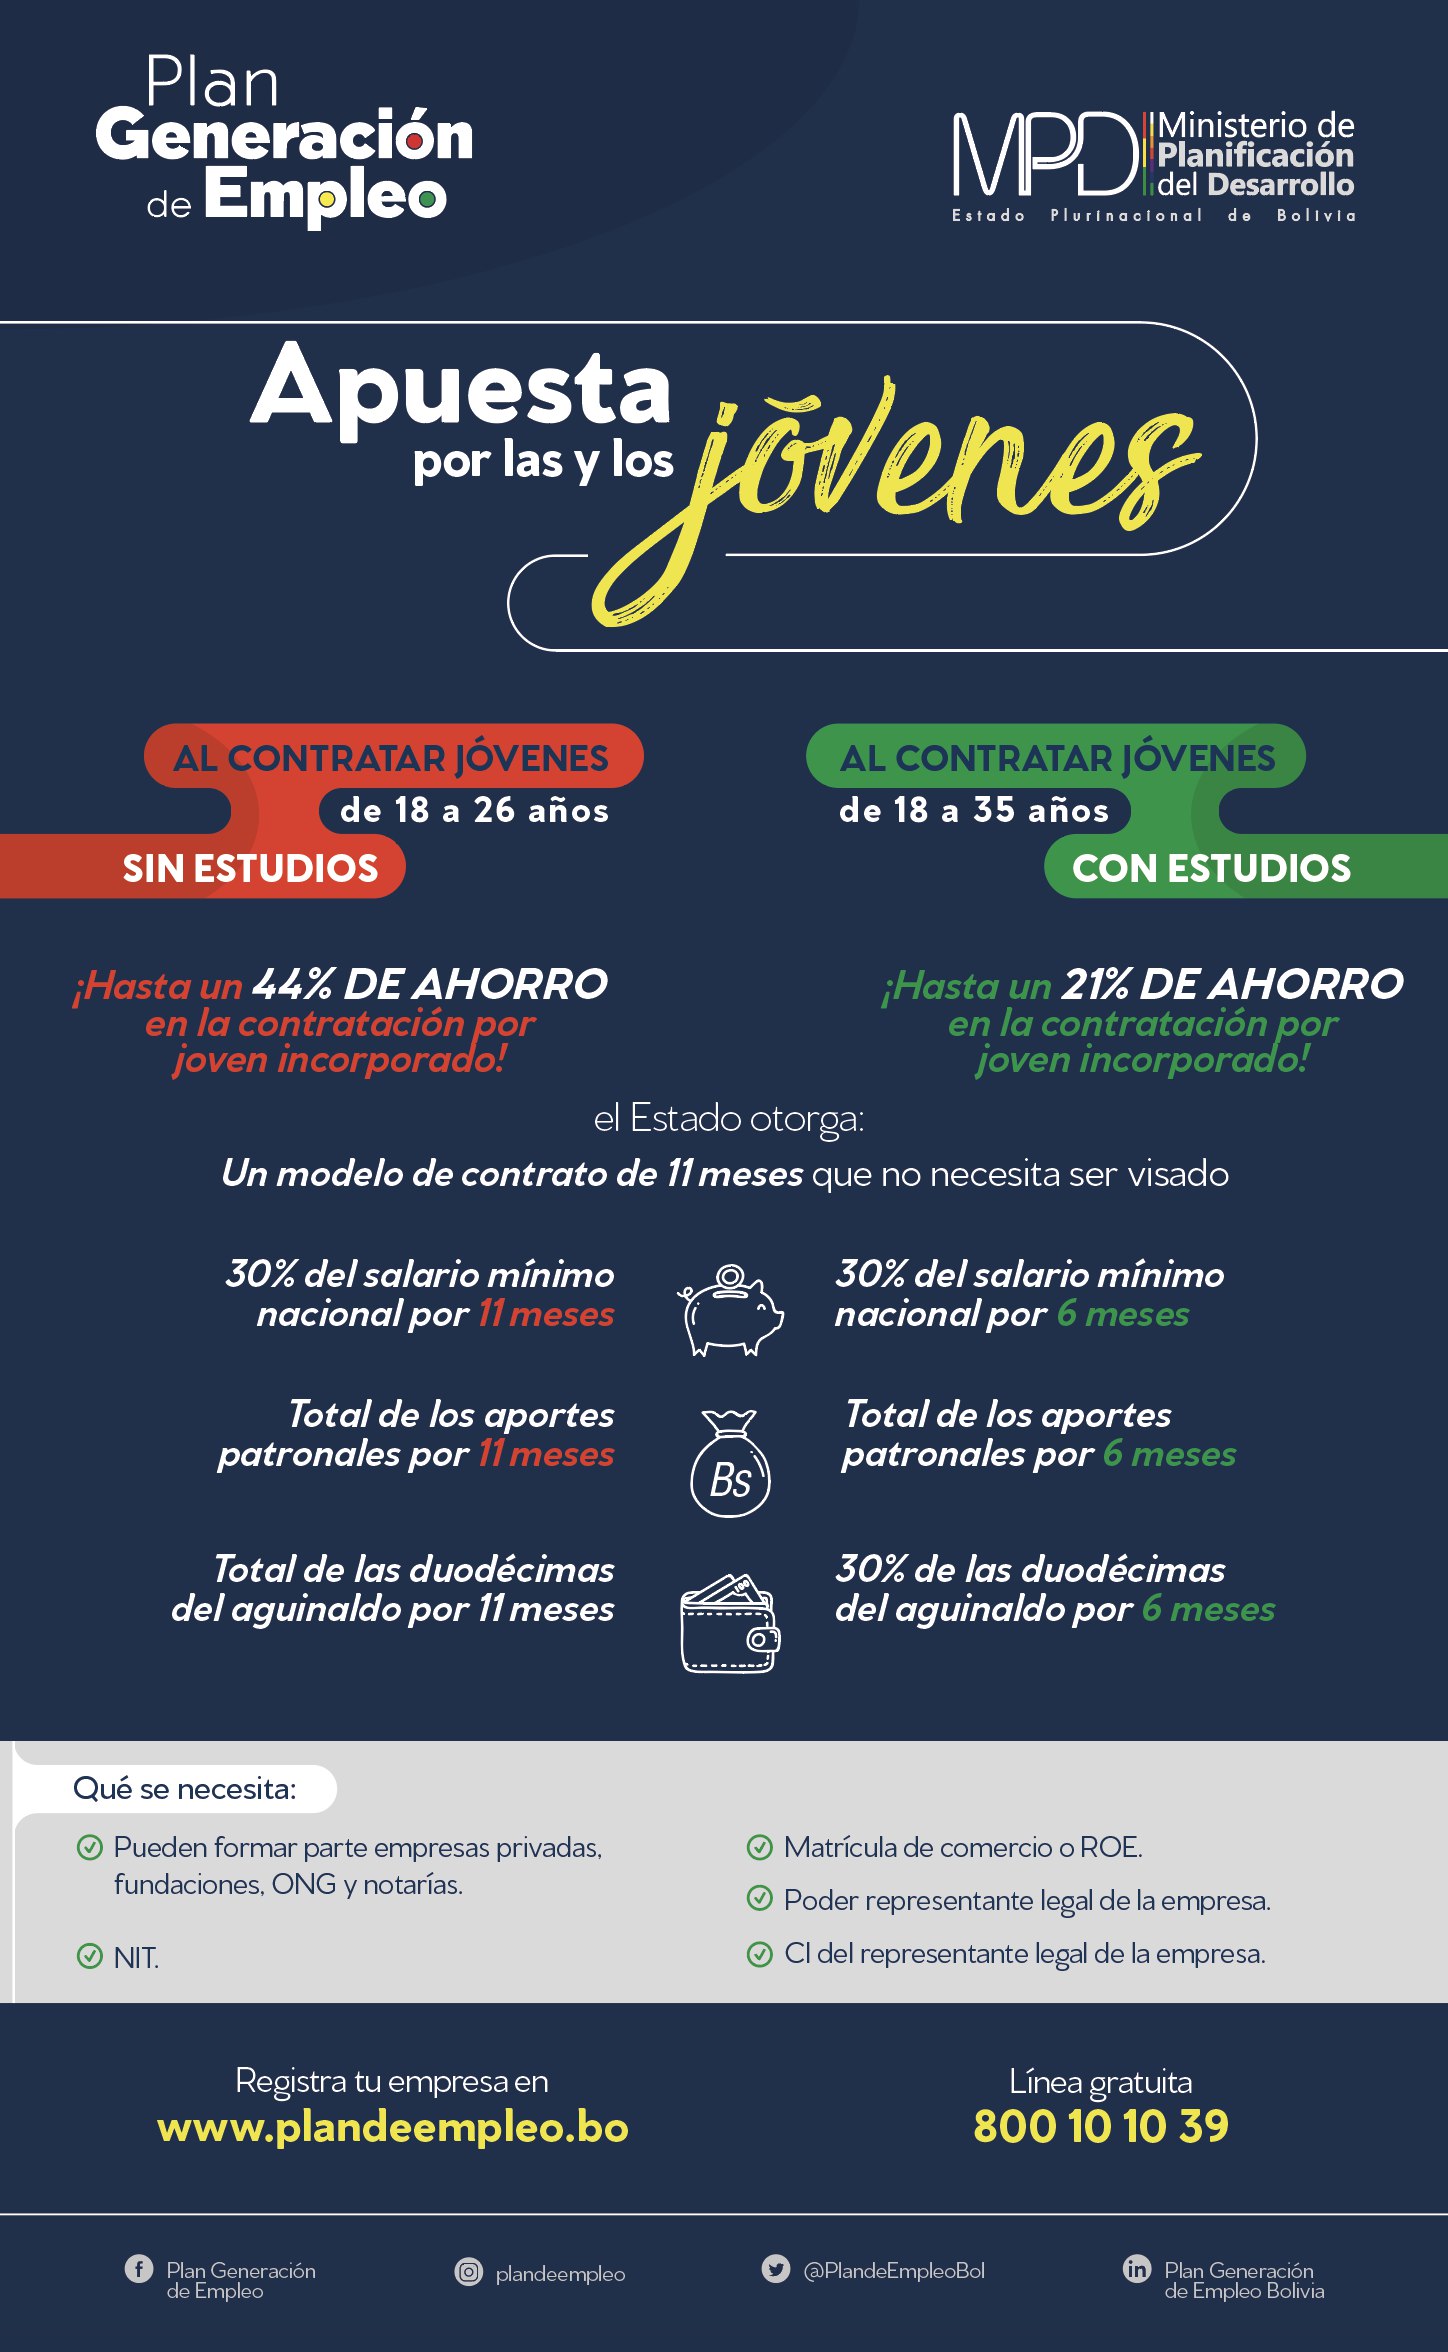 Plan
Generación
de Empleo
MPD
Ministerio de
Planificación
del Desarrollo
Estado Plurinacional de Bolivia
Apuesta
por las y los
jóvenes
AL CONTRATAR JÓVENES
de 18 a 26 años
SIN ESTUDIOS
¡Hasta un 44% DE AHORRO
en la contratación por
joven incorporado!
AL CONTRATAR JÓVENES
de 18 a 35 años
CON ESTUDIOS
¡Hasta un 21% DE AHORRO
en la contratación por
joven incorporado!
el Estado otorga:
Un modelo de contrato de 11 meses que no necesita ser visado
30% del salario mínimo
nacional por 11 meses
30% del salario mínimo
nacional por 6 meses
Total de los aportes
patronales por 11 meses
Bs
Total de los aportes
patronales por 6 meses
Total de las duodécimas
del aguinaldo por 11 meses
100
30% de las duodécimas
del aguinaldo por 6 meses
Qué se necesita:
Pueden formar parte empresas privadas,
fundaciones, ONG y notarías.
NIT.
Matrícula de comercio o ROE.
Poder representante legal de la empresa.
CI del representante legal de la empresa.
Registra tu empresa en
www.plandeempleo.bo
Línea gratuita
800 10 10 39
Plan Generación
de Empleo
plandeempleo
@PlandeEmpleoBol
Plan Generación
de Empleo Bolivia